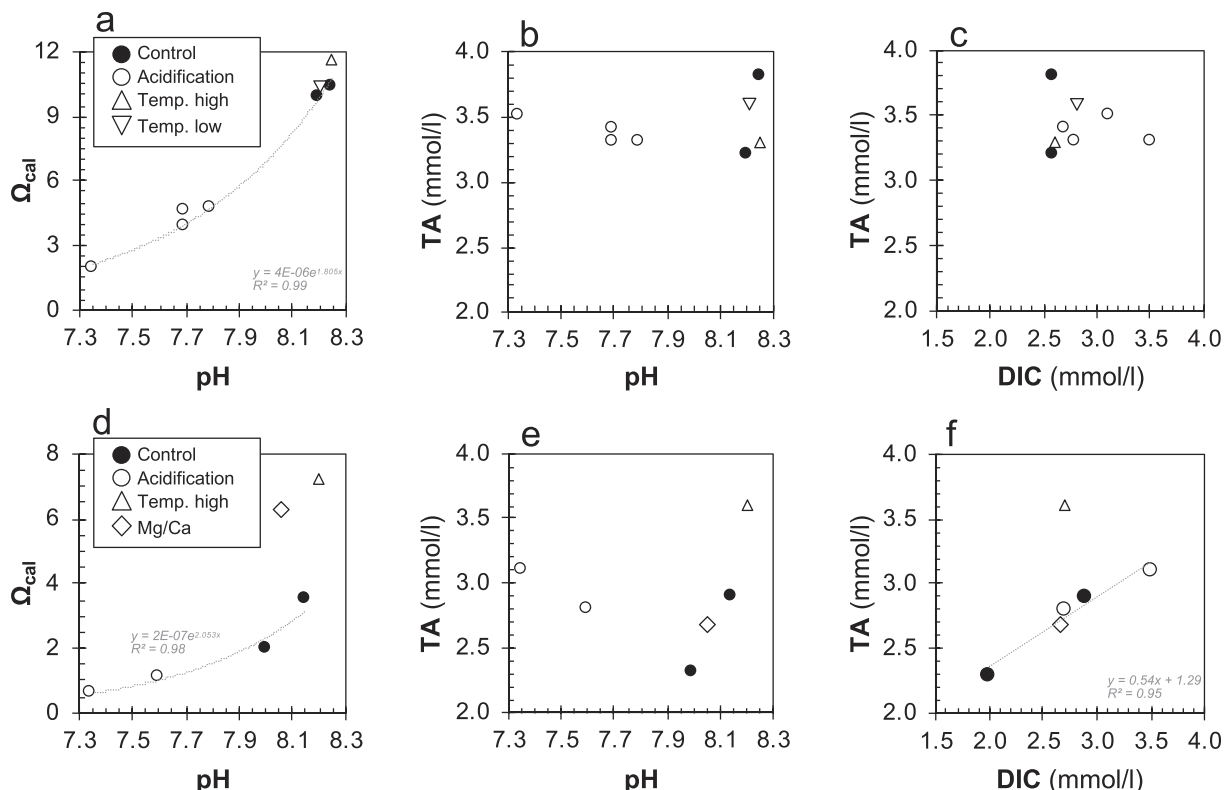 a
12
9
6
3
0
Ω_cal
Control
Acidification
Temp. high
Temp. low
y = 4E-06e^1.805x
R² = 0.99
7.3 7.5 7.7 7.9 8.1 8.3
pH
b
4.0
3.5
3.0
2.5
2.0
TA (mmol/l)
7.3 7.5 7.7 7.9 8.1 8.3
pH
c
4.0
3.5
3.0
2.5
2.0
TA (mmol/l)
1.5 2.0 2.5 3.0 3.5 4.0
DIC (mmol/l)
d
8
6
4
2
0
Ω_cal
Control
Acidification
Temp. high
Mg/Ca
y = 2E-07e^2.053x
R² = 0.98
7.3 7.5 7.7 7.9 8.1 8.3
pH
e
4.0
3.5
3.0
2.5
2.0
TA (mmol/l)
7.3 7.5 7.7 7.9 8.1 8.3
pH
f
4.0
3.5
3.0
2.5
2.0
TA (mmol/l)
y = 0.54x + 1.29
R² = 0.95
1.5 2.0 2.5 3.0 3.5 4.0
DIC (mmol/l)